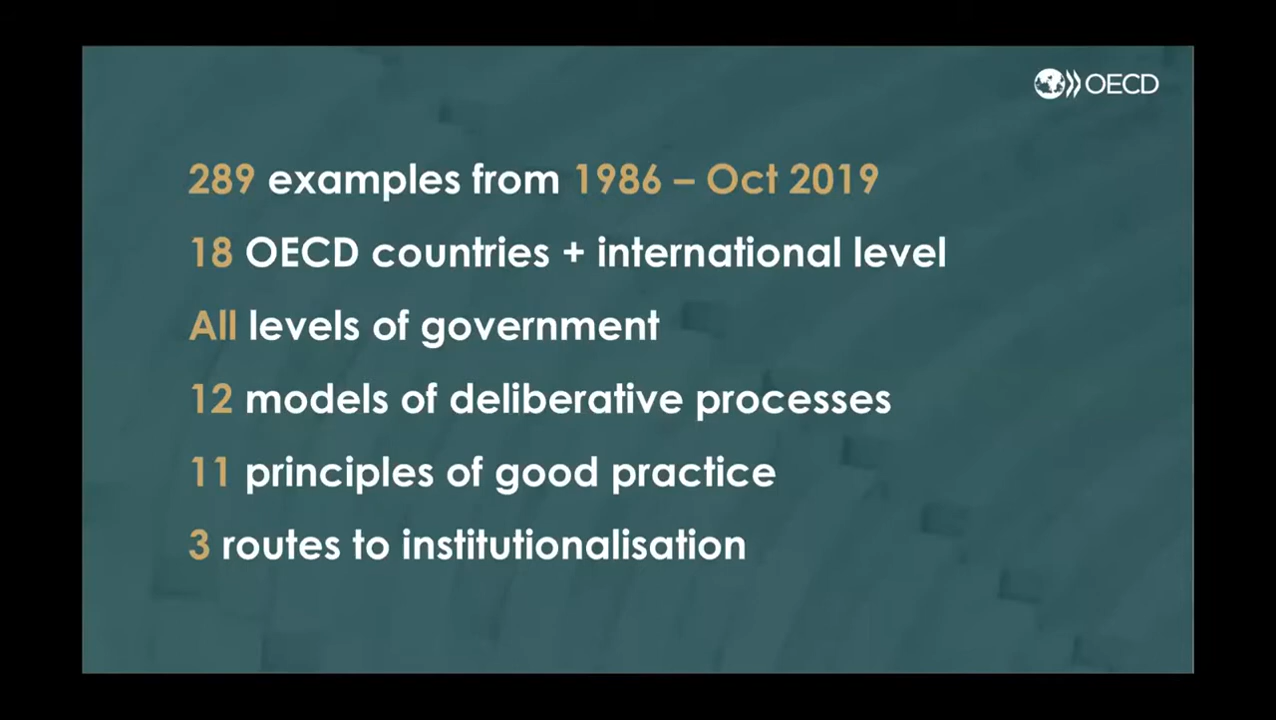 OECD
289 examples from 1986 – Oct 2019
18 OECD countries + international level
All levels of government
12 models of deliberative processes
11 principles of good practice
3 routes to institutionalisation